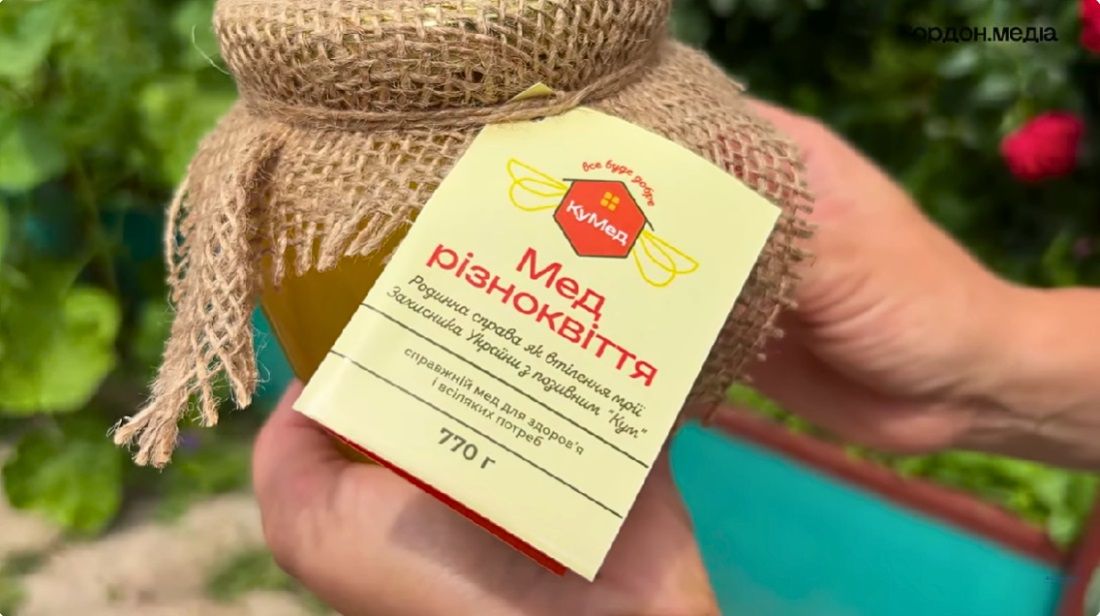 ордон.медіа
все буде добре
КуМед
Мед
різноквіття
Родинна справа як втілення мрії
Захисника України з позивним "Кум"
справжній мед для здоров'я
і всіляких потреб
770 г